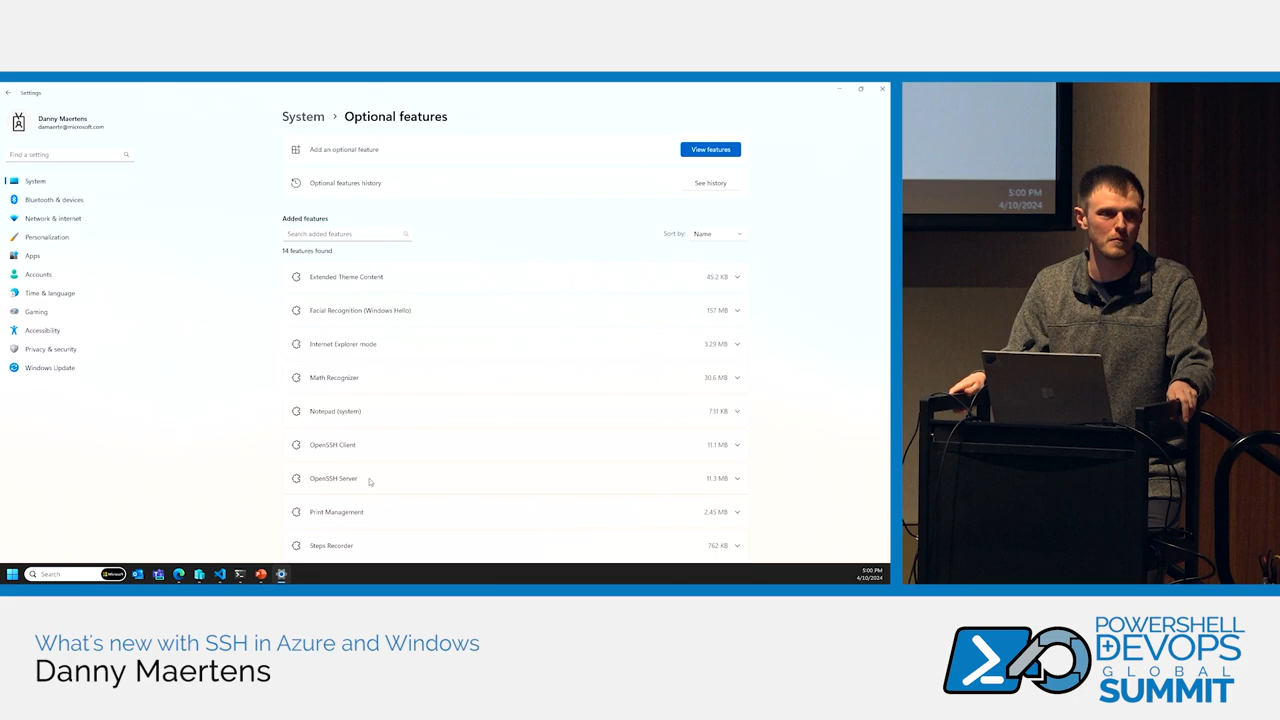 Settings
Danny Maertens
damaerte@microsoft.com
Find a setting
System
Bluetooth & devices
Network & internet
Personalization
Apps
Accounts
Time & language
Gaming
Accessibility
Privacy & security
Windows Update
System › Optional features
Add an optional feature
View features
Optional features history
See history
Added features
Search added features
Sort by: Name
14 features found
Extended Theme Content 45.2 KB
Facial Recognition (Windows Hello) 157 MB
Internet Explorer mode 3.29 MB
Math Recognizer 30.6 MB
Notepad (system) 731 KB
OpenSSH Client 11.1 MB
OpenSSH Server 11.3 MB
Print Management 2.45 MB
Steps Recorder 762 KB
Search
Microsoft
5:00 PM
4/10/2024
5:00 PM
4/10/2024
What's new with SSH in Azure and Windows
Danny Maertens
POWERSHELL
DEVOPS
GLOBAL
SUMMIT